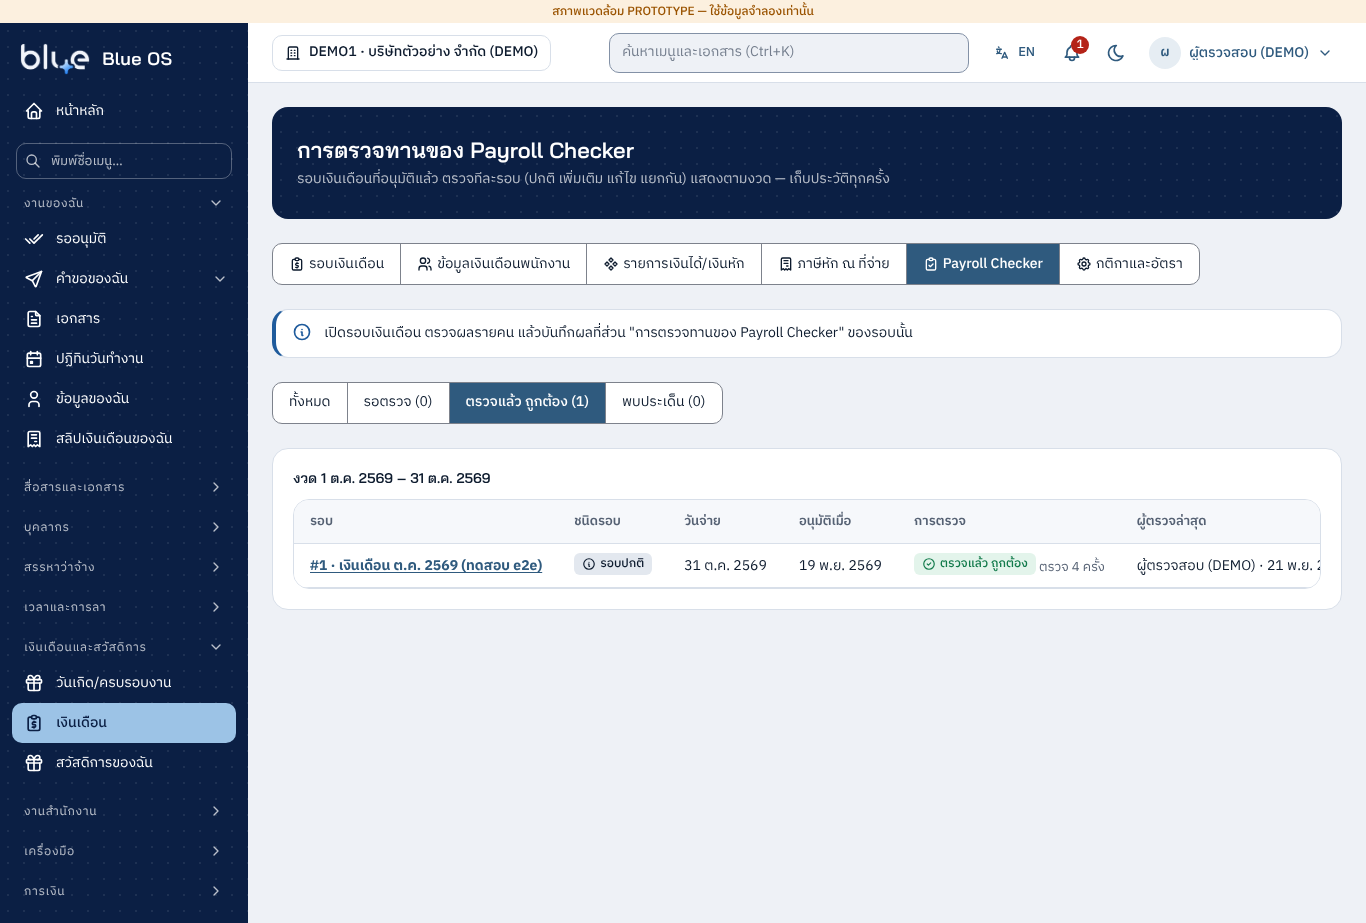 สภาพแวดล้อม PROTOTYPE — ใช้ข้อมูลจำลองเท่านั้น
blue Blue OS
DEMO1 · บริษัทตัวอย่าง จำกัด (DEMO)
ค้นหาเมนูและเอกสาร (Ctrl+K)
EN
1
ผ ผู้ตรวจสอบ (DEMO)
หน้าหลัก
พิมพ์ชื่อเมนู...
งานของฉัน
รออนุมัติ
คำขอของฉัน
เอกสาร
ปฏิทินวันทำงาน
ข้อมูลของฉัน
สลิปเงินเดือนของฉัน
สื่อสารและเอกสาร
บุคลากร
สรรหาว่าจ้าง
เวลาและการลา
เงินเดือนและสวัสดิการ
วันเกิด/ครบรอบงาน
เงินเดือน
สวัสดิการของฉัน
งานสำนักงาน
เครื่องมือ
การเงิน
การตรวจทานของ Payroll Checker
รอบเงินเดือนที่อนุมัติแล้ว ตรวจทีละรอบ (ปกติ เพิ่มเติม แก้ไข แยกกัน) แสดงตามงวด — เก็บประวัติทุกครั้ง
รอบเงินเดือน ข้อมูลเงินเดือนพนักงาน รายการเงินได้/เงินหัก ภาษีหัก ณ ที่จ่าย Payroll Checker กติกาและอัตรา
เปิดรอบเงินเดือน ตรวจผลรายคน แล้วบันทึกผลที่ส่วน "การตรวจทานของ Payroll Checker" ของรอบนั้น
ทั้งหมด รอตรวจ (0) ตรวจแล้ว ถูกต้อง (1) พบประเด็น (0)
งวด 1 ต.ค. 2569 – 31 ต.ค. 2569
รอบ ชนิดรอบ วันจ่าย อนุมัติเมื่อ การตรวจ ผู้ตรวจล่าสุด
#1 · เงินเดือน ต.ค. 2569 (ทดสอบ e2e) รอบปกติ 31 ต.ค. 2569 19 พ.ย. 2569 ตรวจแล้ว ถูกต้อง ตรวจ 4 ครั้ง ผู้ตรวจสอบ (DEMO) · 21 พ.ย.